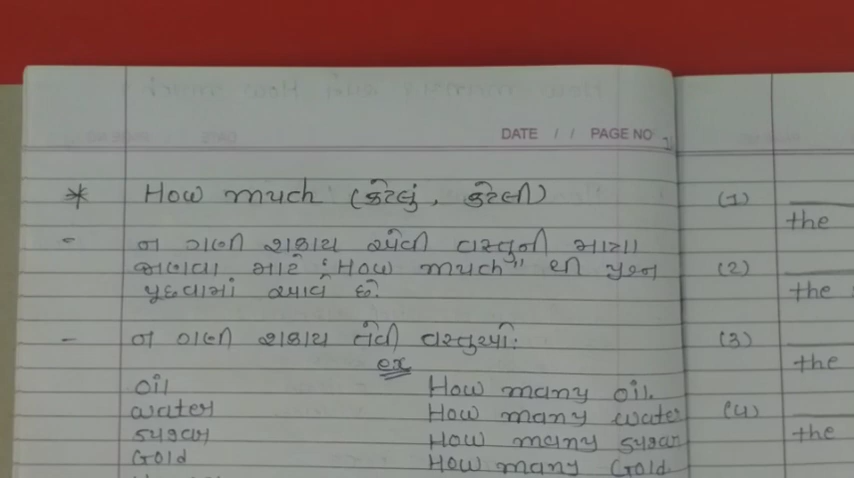 DATE / / PAGE NO
* How much (કેટલું, કેટલી)
- ન ગણી શકાય એવી વસ્તુની માત્રા
જાણવા માટે "How much" થી પ્રશ્ન
પૂછવામાં આવે છે.
- ન ગણી શકાય તેવી વસ્તુઓ:
ex
oil How many oil.
water How many water
sugar How many sugar
Gold How many Gold.
(1)
the
(2)
the
(3)
the
(4)
the